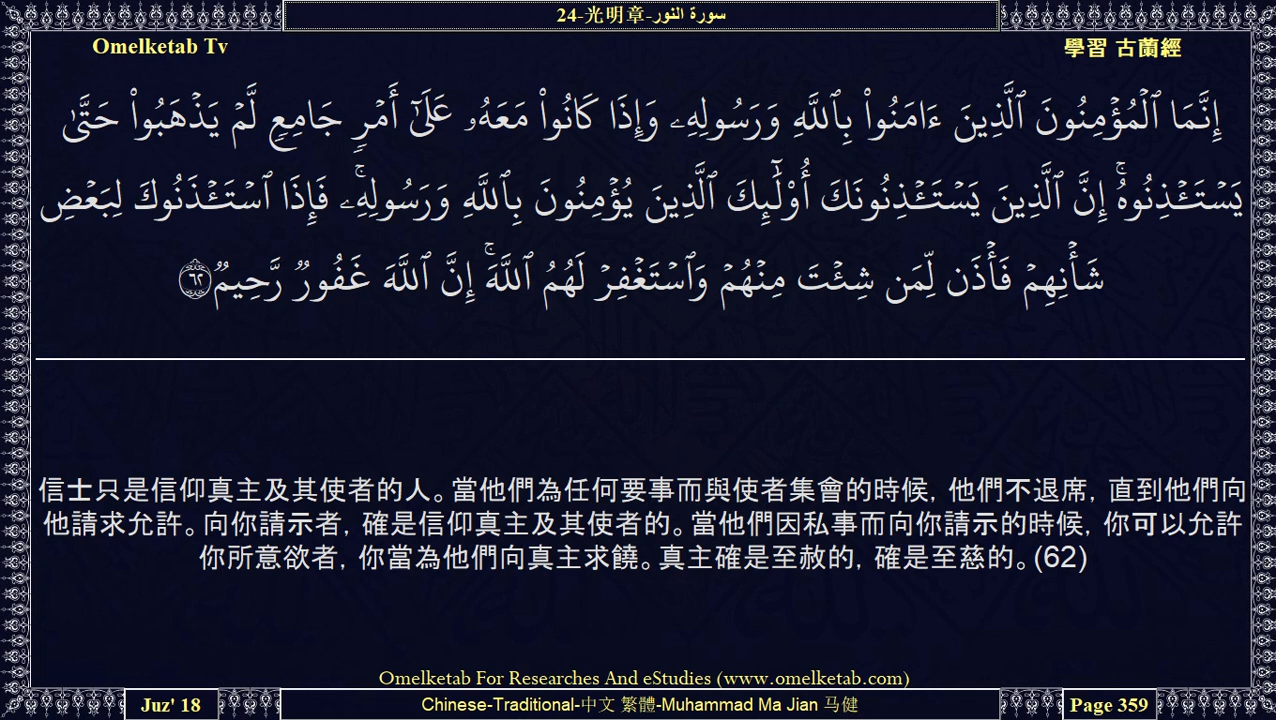 24-光明章-سورة النور
Omelketab Tv
學習 古蘭經
إِنَّمَا ٱلۡمُؤۡمِنُونَ ٱلَّذِينَ ءَامَنُواْ بِٱللَّهِ وَرَسُولِهِۦ وَإِذَا كَانُواْ مَعَهُۥ عَلَىٰٓ أَمۡرٖ جَامِعٖ لَّمۡ يَذۡهَبُواْ حَتَّىٰ
يَسۡتَـٔۡذِنُوهُۚ إِنَّ ٱلَّذِينَ يَسۡتَـٔۡذِنُونَكَ أُوْلَٰٓئِكَ ٱلَّذِينَ يُؤۡمِنُونَ بِٱللَّهِ وَرَسُولِهِۦۚ فَإِذَا ٱسۡتَـٔۡذَنُوكَ لِبَعۡضِ
شَأۡنِهِمۡ فَأۡذَن لِّمَن شِئۡتَ مِنۡهُمۡ وَٱسۡتَغۡفِرۡ لَهُمُ ٱللَّهَۚ إِنَّ ٱللَّهَ غَفُورٞ رَّحِيمٞ ٦٢
信士只是信仰真主及其使者的人。當他們為任何要事而與使者集會的時候，他們不退席，直到他們向
他請求允許。向你請示者，確是信仰真主及其使者的。當他們因私事而向你請示的時候，你可以允許
你所意欲者，你當為他們向真主求饒。真主確是至赦的，確是至慈的。(62)
Omelketab For Researches And eStudies (www.omelketab.com)
Juz' 18
Chinese-Traditional-中文 繁體-Muhammad Ma Jian 马健
Page 359